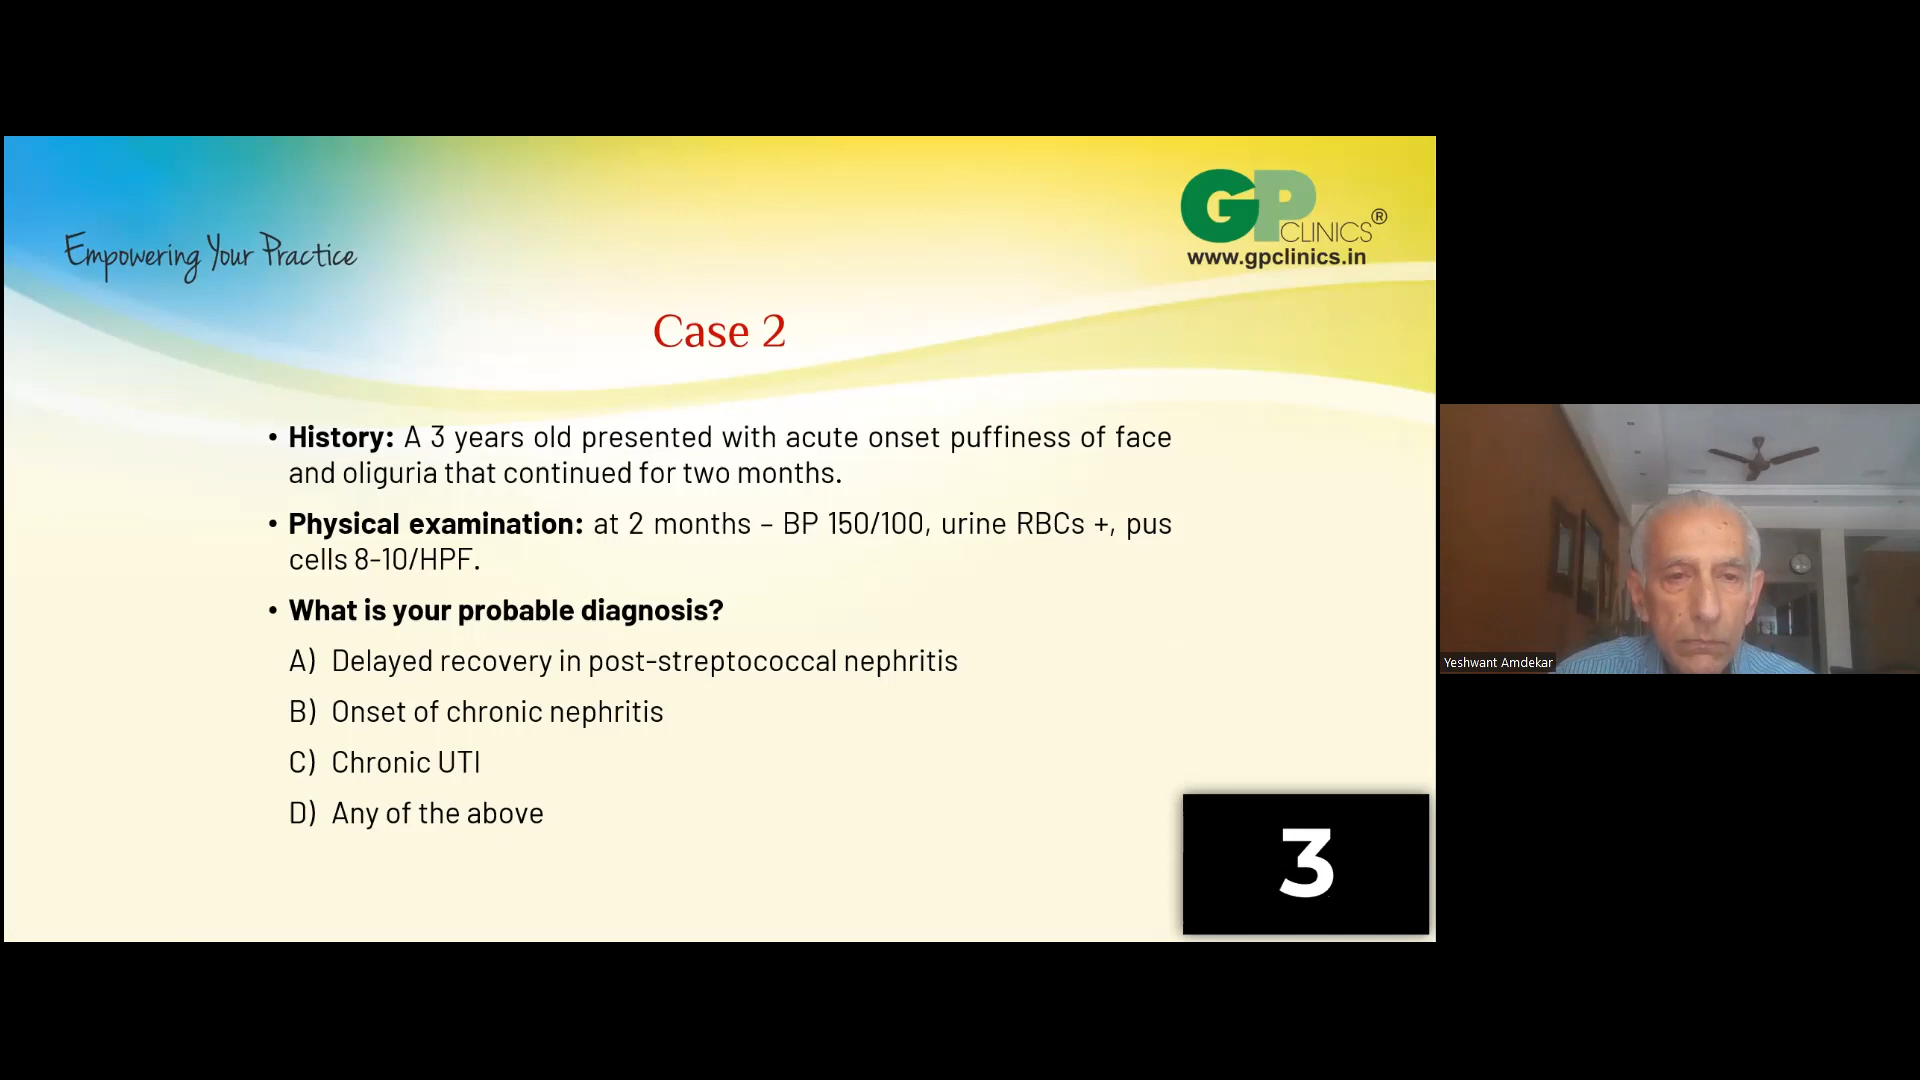 Empowering Your Practice
GP CLINICS®
www.gpclinics.in
Case 2
• History: A 3 years old presented with acute onset puffiness of face
and oliguria that continued for two months.
• Physical examination: at 2 months – BP 150/100, urine RBCs +, pus
cells 8-10/HPF.
• What is your probable diagnosis?
A) Delayed recovery in post-streptococcal nephritis
B) Onset of chronic nephritis
C) Chronic UTI
D) Any of the above
3
Yeshwant Amdekar